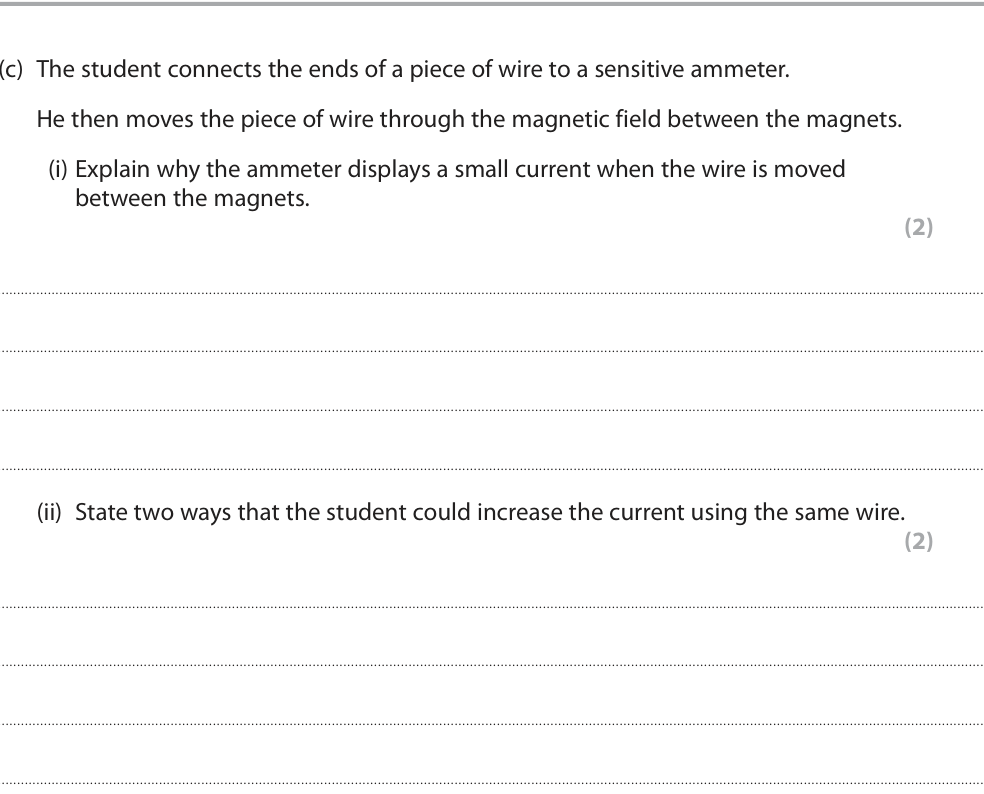 (c) The student connects the ends of a piece of wire to a sensitive ammeter.
He then moves the piece of wire through the magnetic field between the magnets.
(i) Explain why the ammeter displays a small current when the wire is moved
between the magnets.
(2)
(ii) State two ways that the student could increase the current using the same wire.
(2)